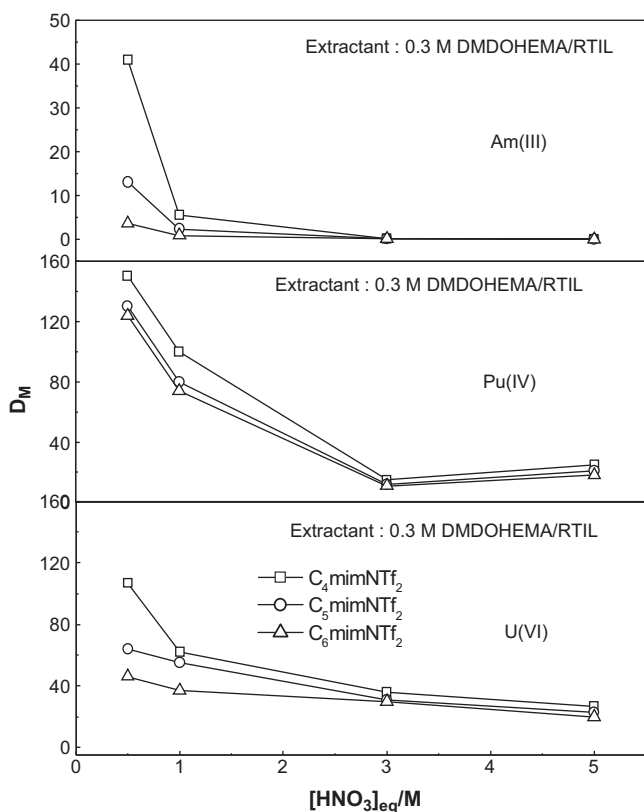 50
Extractant : 0.3 M DMDOHEMA/RTIL
40
30
Am(III)
20
10
0
160
Extractant : 0.3 M DMDOHEMA/RTIL
120
80
Pu(IV)
D_M
40
0
160
Extractant : 0.3 M DMDOHEMA/RTIL
120
C₄mimNTf₂
C₅mimNTf₂
80
C₆mimNTf₂
U(VI)
40
0
0 1 2 3 4 5
[HNO₃]eq/M